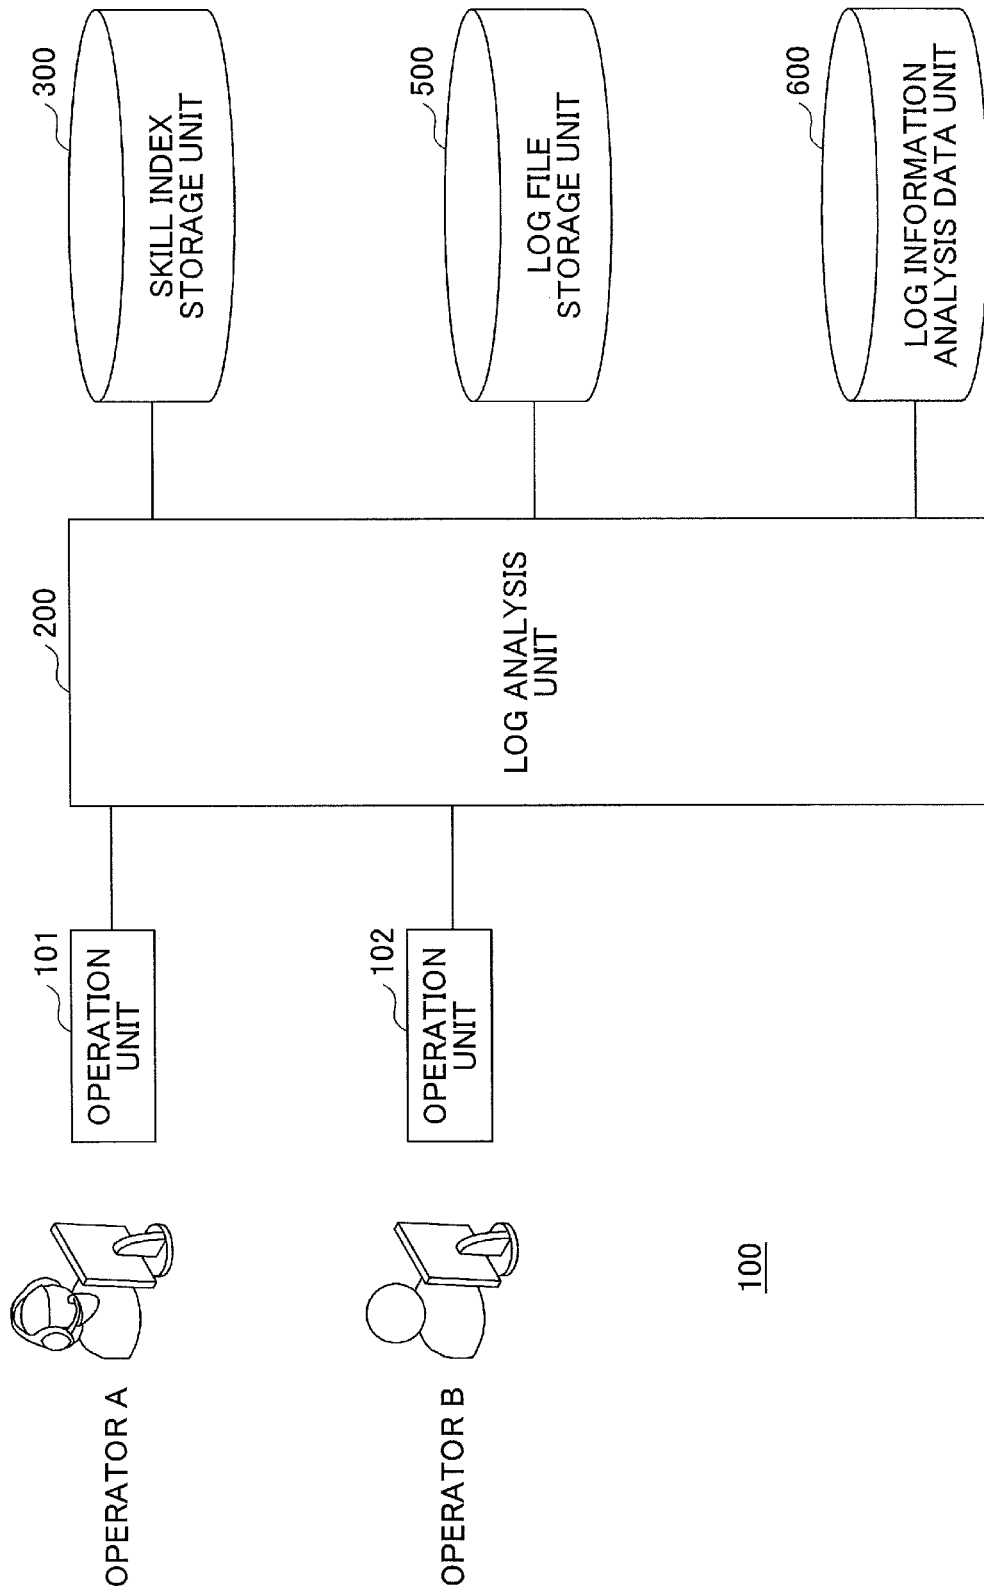 OPERATOR A
101
OPERATION
UNIT
OPERATOR B
102
OPERATION
UNIT
100
200
LOG ANALYSIS
UNIT
300
SKILL INDEX
STORAGE UNIT
500
LOG FILE
STORAGE UNIT
600
LOG INFORMATION
ANALYSIS DATA UNIT